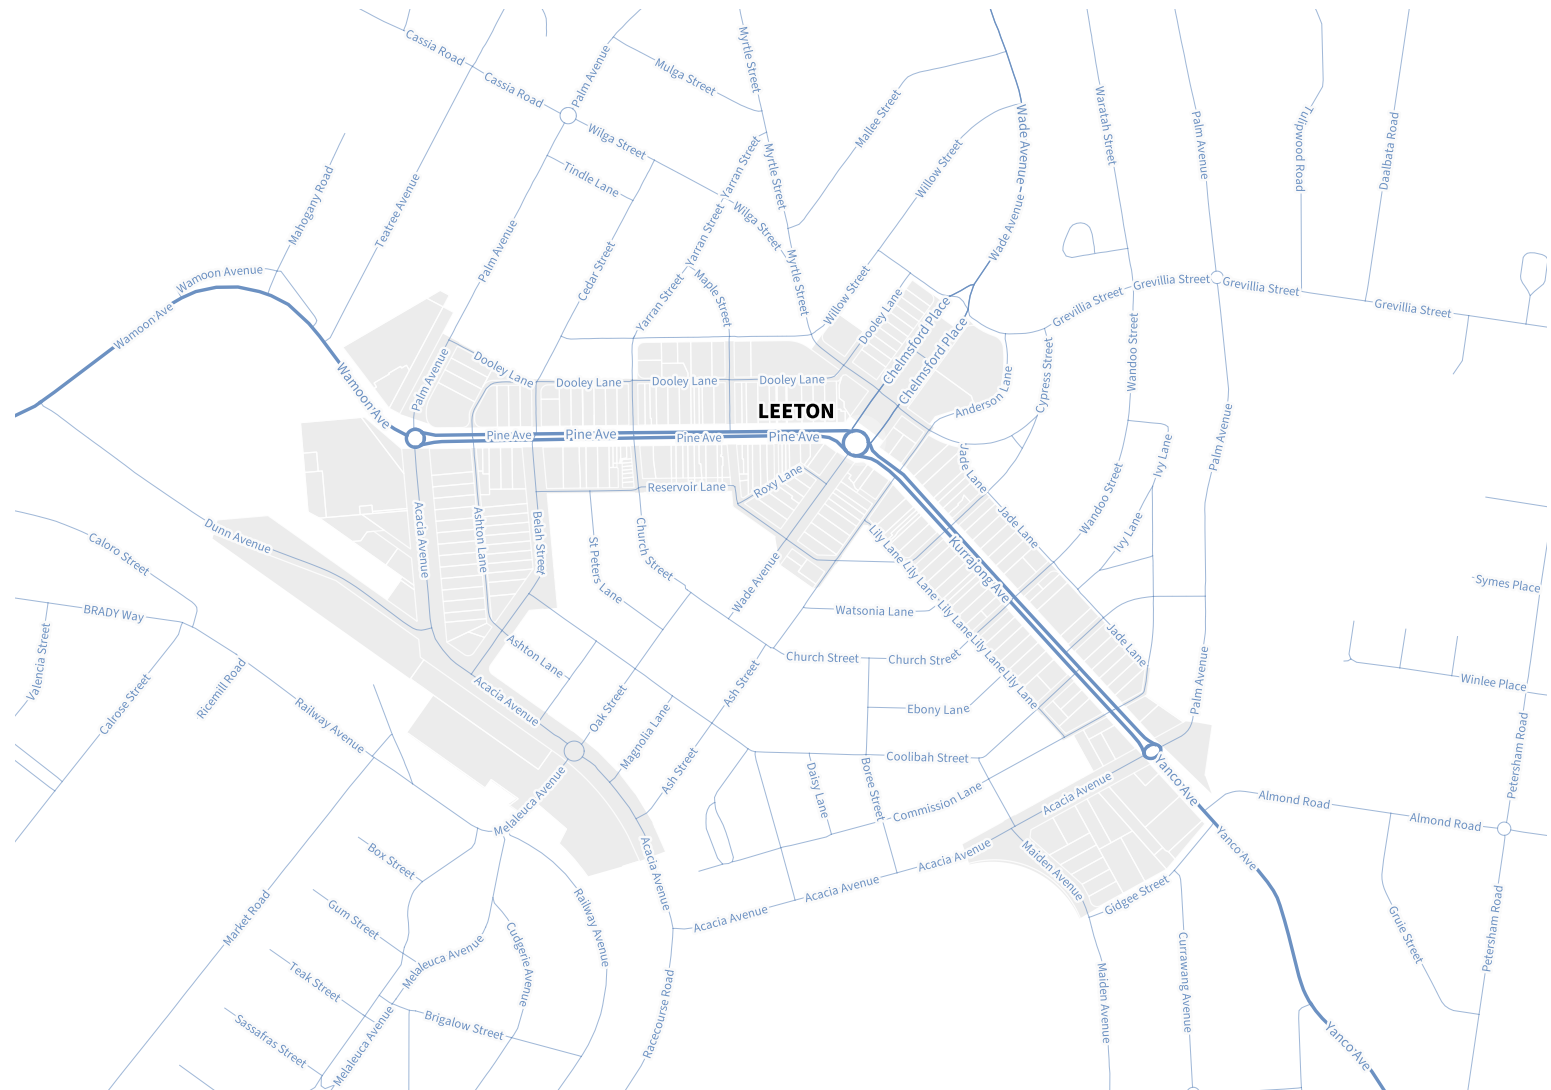 Cassia Road
Cassia Road
Palm Avenue
Mulga Street
Myrtle Street
Mallee Street
Wade Avenue
Waratah Street
Palm Avenue
Tulipwood Road
Daalbata Road
Wilga Street
Tindle Lane
Yarran Street
Myrtle Street
Willow Street
Mahogany Road
Teatree Avenue
Palm Avenue
Cedar Street
Yarran Street
Wilga Street
Myrtle Street
Wade Avenue
Wamoon Avenue
Wamoon Ave
Yarran Street
Maple Street
Willow Street
Dooley Lane
Chelmsford Place
Chelmsford Place
Grevillia Street
Grevillia Street
Grevillia Street
Grevillia Street
Wamoon Ave
Palm Avenue
Dooley Lane
Dooley Lane
Dooley Lane
Dooley Lane
Anderson Lane
Cypress Street
Wandoo Street
LEETON
Pine Ave
Pine Ave
Pine Ave
Pine Ave
Palm Avenue
Ivy Lane
Jade Lane
Reservoir Lane
Roxy Lane
Wandoo Street
Jade Lane
Ivy Lane
Dunn Avenue
Caloro Street
Acacia Avenue
Ashton Lane
Belah Street
St Peters Lane
Church Street
Wade Avenue
Lily Lane
Lily Lane
Lily Lane
Lily Lane
Lily Lane
Kurrajong Ave
Watsonia Lane
Jade Lane
Symes Place
BRADY Way
Valencia Street
Calrose Street
Ricemill Road
Railway Avenue
Ashton Lane
Acacia Avenue
Oak Street
Magnolia Lane
Ash Street
Ash Street
Church Street
Church Street
Ebony Lane
Coolibah Street
Palm Avenue
Winlee Place
Petersham Road
Melaleuca Avenue
Daisy Lane
Boree Street
Commission Lane
Acacia Avenue
Yanco Ave
Almond Road
Almond Road
Box Street
Acacia Avenue
Acacia Avenue
Acacia Avenue
Acacia Avenue
Maiden Avenue
Gidgee Street
Yanco Ave
Market Road
Gum Street
Melaleuca Avenue
Cudgerie Avenue
Railway Avenue
Gruie Street
Petersham Road
Teak Street
Brigalow Street
Sassafras Street
Melaleuca Avenue
Racecourse Road
Maiden Avenue
Currawang Avenue
Yanco Ave